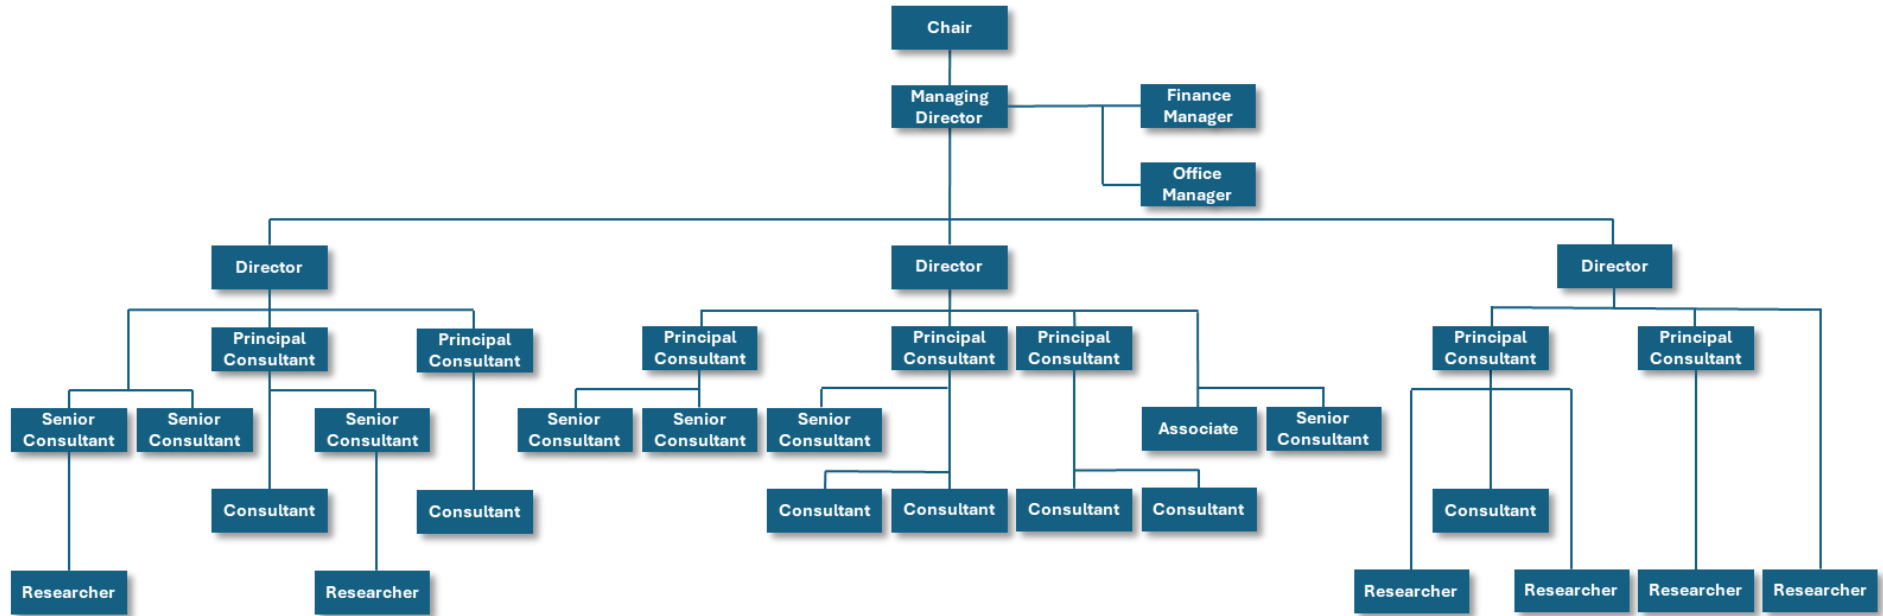 Chair
Managing
Director
Finance
Manager
Office
Manager
Director
Director
Director
Principal
Consultant
Principal
Consultant
Principal
Consultant
Principal
Consultant
Principal
Consultant
Principal
Consultant
Principal
Consultant
Senior
Consultant
Senior
Consultant
Senior
Consultant
Senior
Consultant
Senior
Consultant
Senior
Consultant
Associate
Senior
Consultant
Consultant
Consultant
Consultant
Consultant
Consultant
Consultant
Consultant
Researcher
Researcher
Researcher
Researcher
Researcher
Researcher